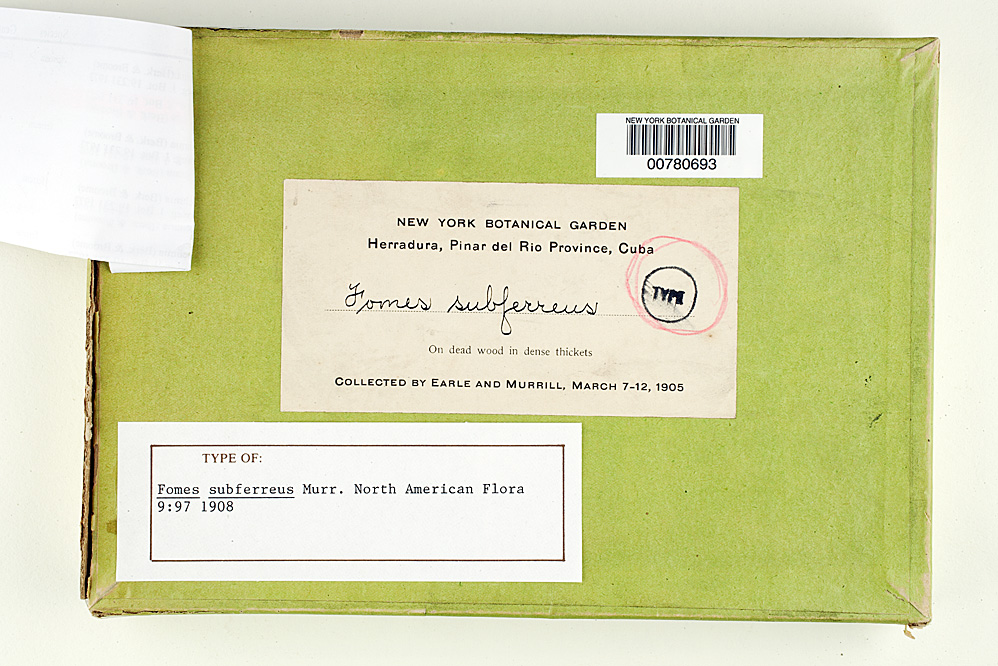 NEW YORK BOTANICAL GARDEN
00780693
NEW YORK BOTANICAL GARDEN
Herradura, Pinar del Rio Province, Cuba
Fomes subferreus
TYPE
On dead wood in dense thickets
COLLECTED BY EARLE AND MURRILL, MARCH 7-12, 1905
TYPE OF:
Fomes subferreus Murr. North American Flora
9:97 1908